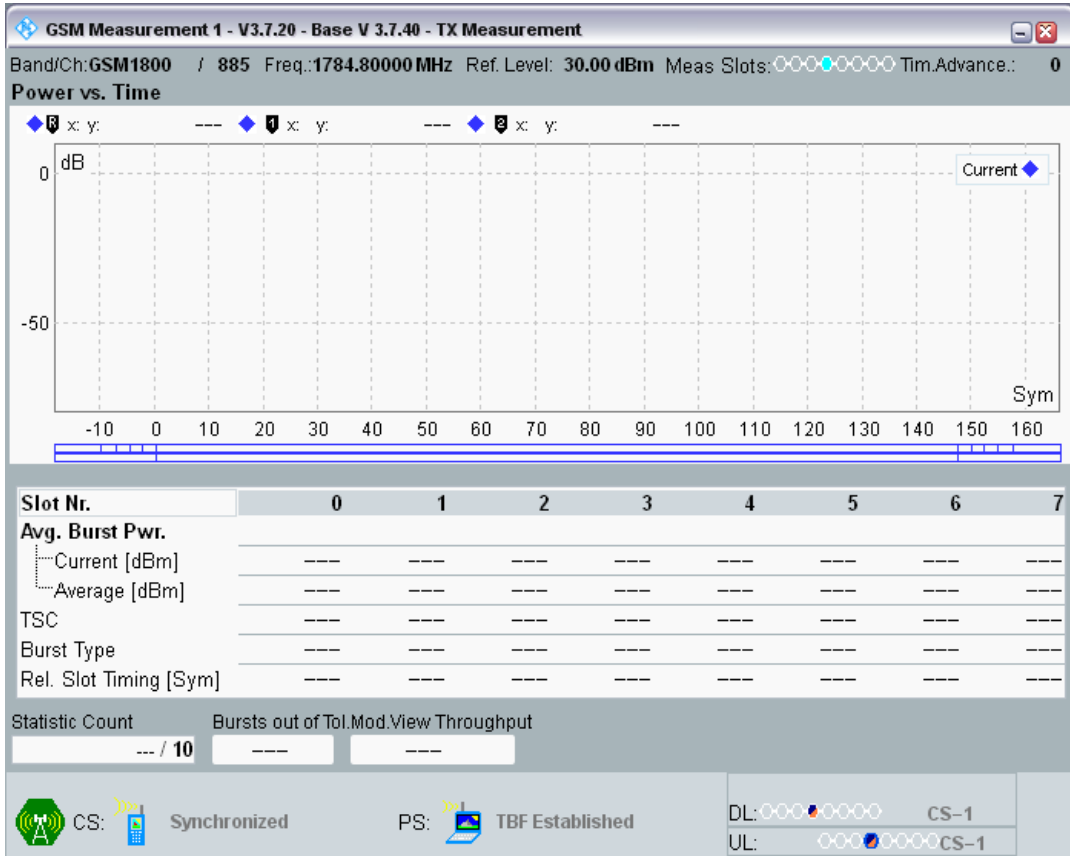 GSM Measurement 1 - V3.7.20 - Base V 3.7.40 - TX Measurement
Band/Ch:GSM1800 / 885 Freq.:1784.80000 MHz Ref. Level: 30.00 dBm Meas Slots: Tim.Advance.: 0
Power vs. Time
R x: y: --- 1 x: y: --- 2 x: y: ---
dB
Current
0
-50
Sym
-10 0 10 20 30 40 50 60 70 80 90 100 110 120 130 140 150 160
Slot Nr. 0 1 2 3 4 5 6 7
Avg. Burst Pwr.
Current [dBm] --- --- --- --- --- --- --- ---
Average [dBm] --- --- --- --- --- --- --- ---
TSC --- --- --- --- --- --- --- ---
Burst Type --- --- --- --- --- --- --- ---
Rel. Slot Timing [Sym] --- --- --- --- --- --- --- ---
Statistic Count Bursts out of Tol.Mod.View Throughput
--- / 10 --- ---
CS: Synchronized PS: TBF Established
DL: CS-1
UL: CS-1